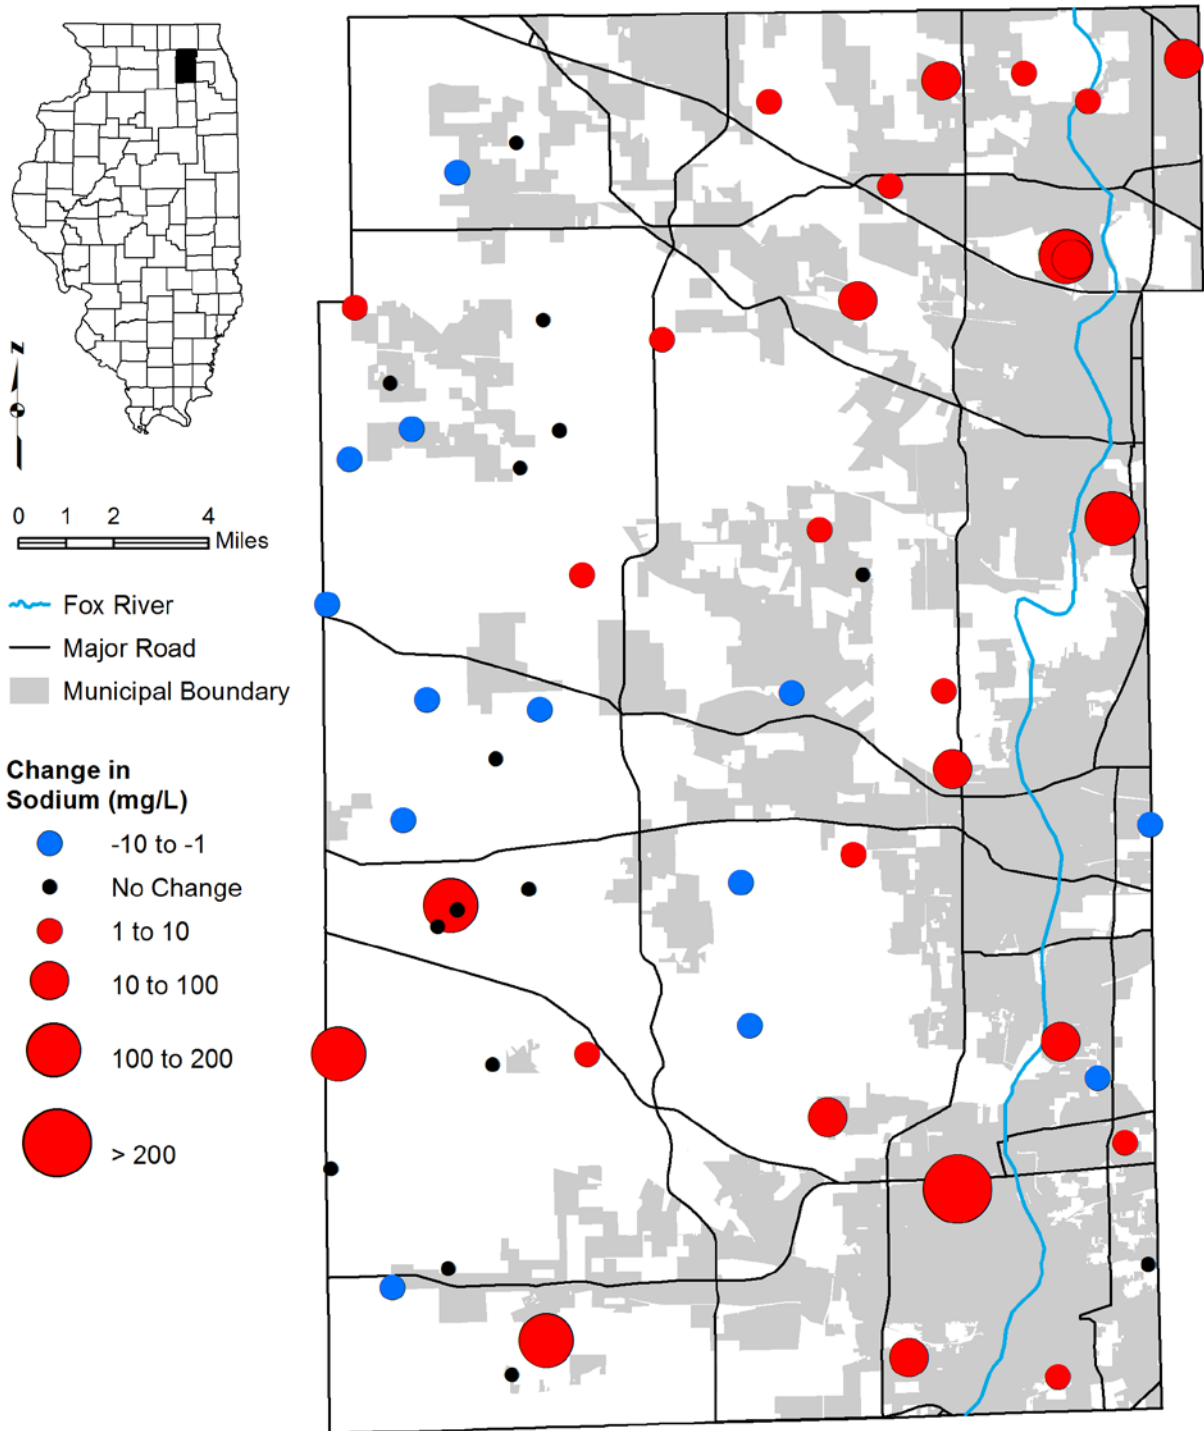 N
0 1 2 4
Miles
Fox River
Major Road
Municipal Boundary
Change in
Sodium (mg/L)
-10 to -1
No Change
1 to 10
10 to 100
100 to 200
> 200